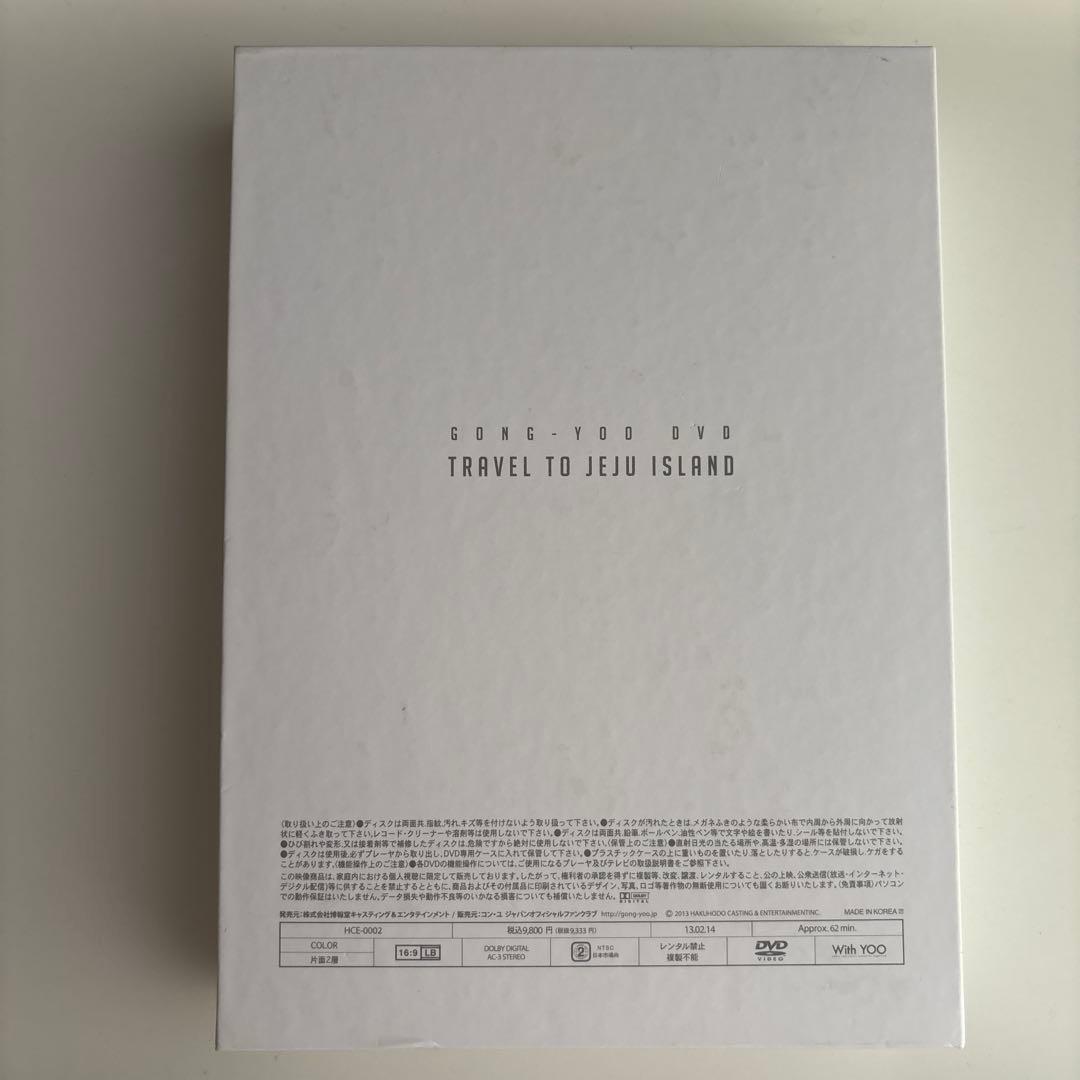 GONG-YOO DVD
TRAVEL TO JEJU ISLAND
(取り扱い上のご注意)●ディスクは両面共、指紋、汚れ、キズ等を付けないよう取り扱って下さい。●ディスクが汚れたときは、メガネふきのような柔らかい布で内周から外周に向かって放射
状に軽くふき取って下さい。レコード・クリーナーや溶剤等は使用しないで下さい。●ディスクは両面共、鉛筆、ボールペン、油性ペン等で文字や絵を書いたり、シール等を貼付しないで下さい。
●ひび割れや変形、又は接着剤等で補修したディスクは、危険ですから絶対に使用しないで下さい。(保管上のご注意)●直射日光の当たる場所や、高温・多湿の場所には保管しないで下さい。
●ディスクは使用後、必ずプレーヤから取り出し、DVD専用ケースに入れて保管して下さい。●プラスチックケースの上に重いものを置いたり、落としたりすると、ケースが破損し、ケガをする
ことがあります。(機能操作上のご注意)●各DVDの機能操作については、ご使用になるプレーヤ及びテレビの取扱説明書をご参照下さい。
この映像商品は、家庭内における個人視聴に限定して販売しております。したがって、権利者の承認を得ずに複製等、改変、譲渡、レンタルすること、公の上映、公衆送信(放送・インターネット・
デジタル配信)等に供することを禁止するとともに、商品およびその付属品に印刷されているデザイン、写真、ロゴ等著作物の無断使用についても固くお断りいたします。(免責事項)パソコン
での動作保証はいたしません。データ損失や動作不良等のいかなる損害についても補償いたしません。 DOLBY DIGITAL
発売元:株式会社博報堂キャスティング&エンタテインメント / 販売元:コン・ユ ジャパンオフィシャルファンクラブ http://gong-yoo.jp © 2013 HAKUHODO CASTING & ENTERTAINMENT INC. MADE IN KOREA
HCE-0002 税込9,800 円 (税抜9,333 円) 13.02.14 Approx. 62 min.
COLOR
片面2層
16:9 LB
DOLBY DIGITAL
AC-3 STEREO
2 NTSC
日本市場向
レンタル禁止
複製不能
DVD
VIDEO
With YOO